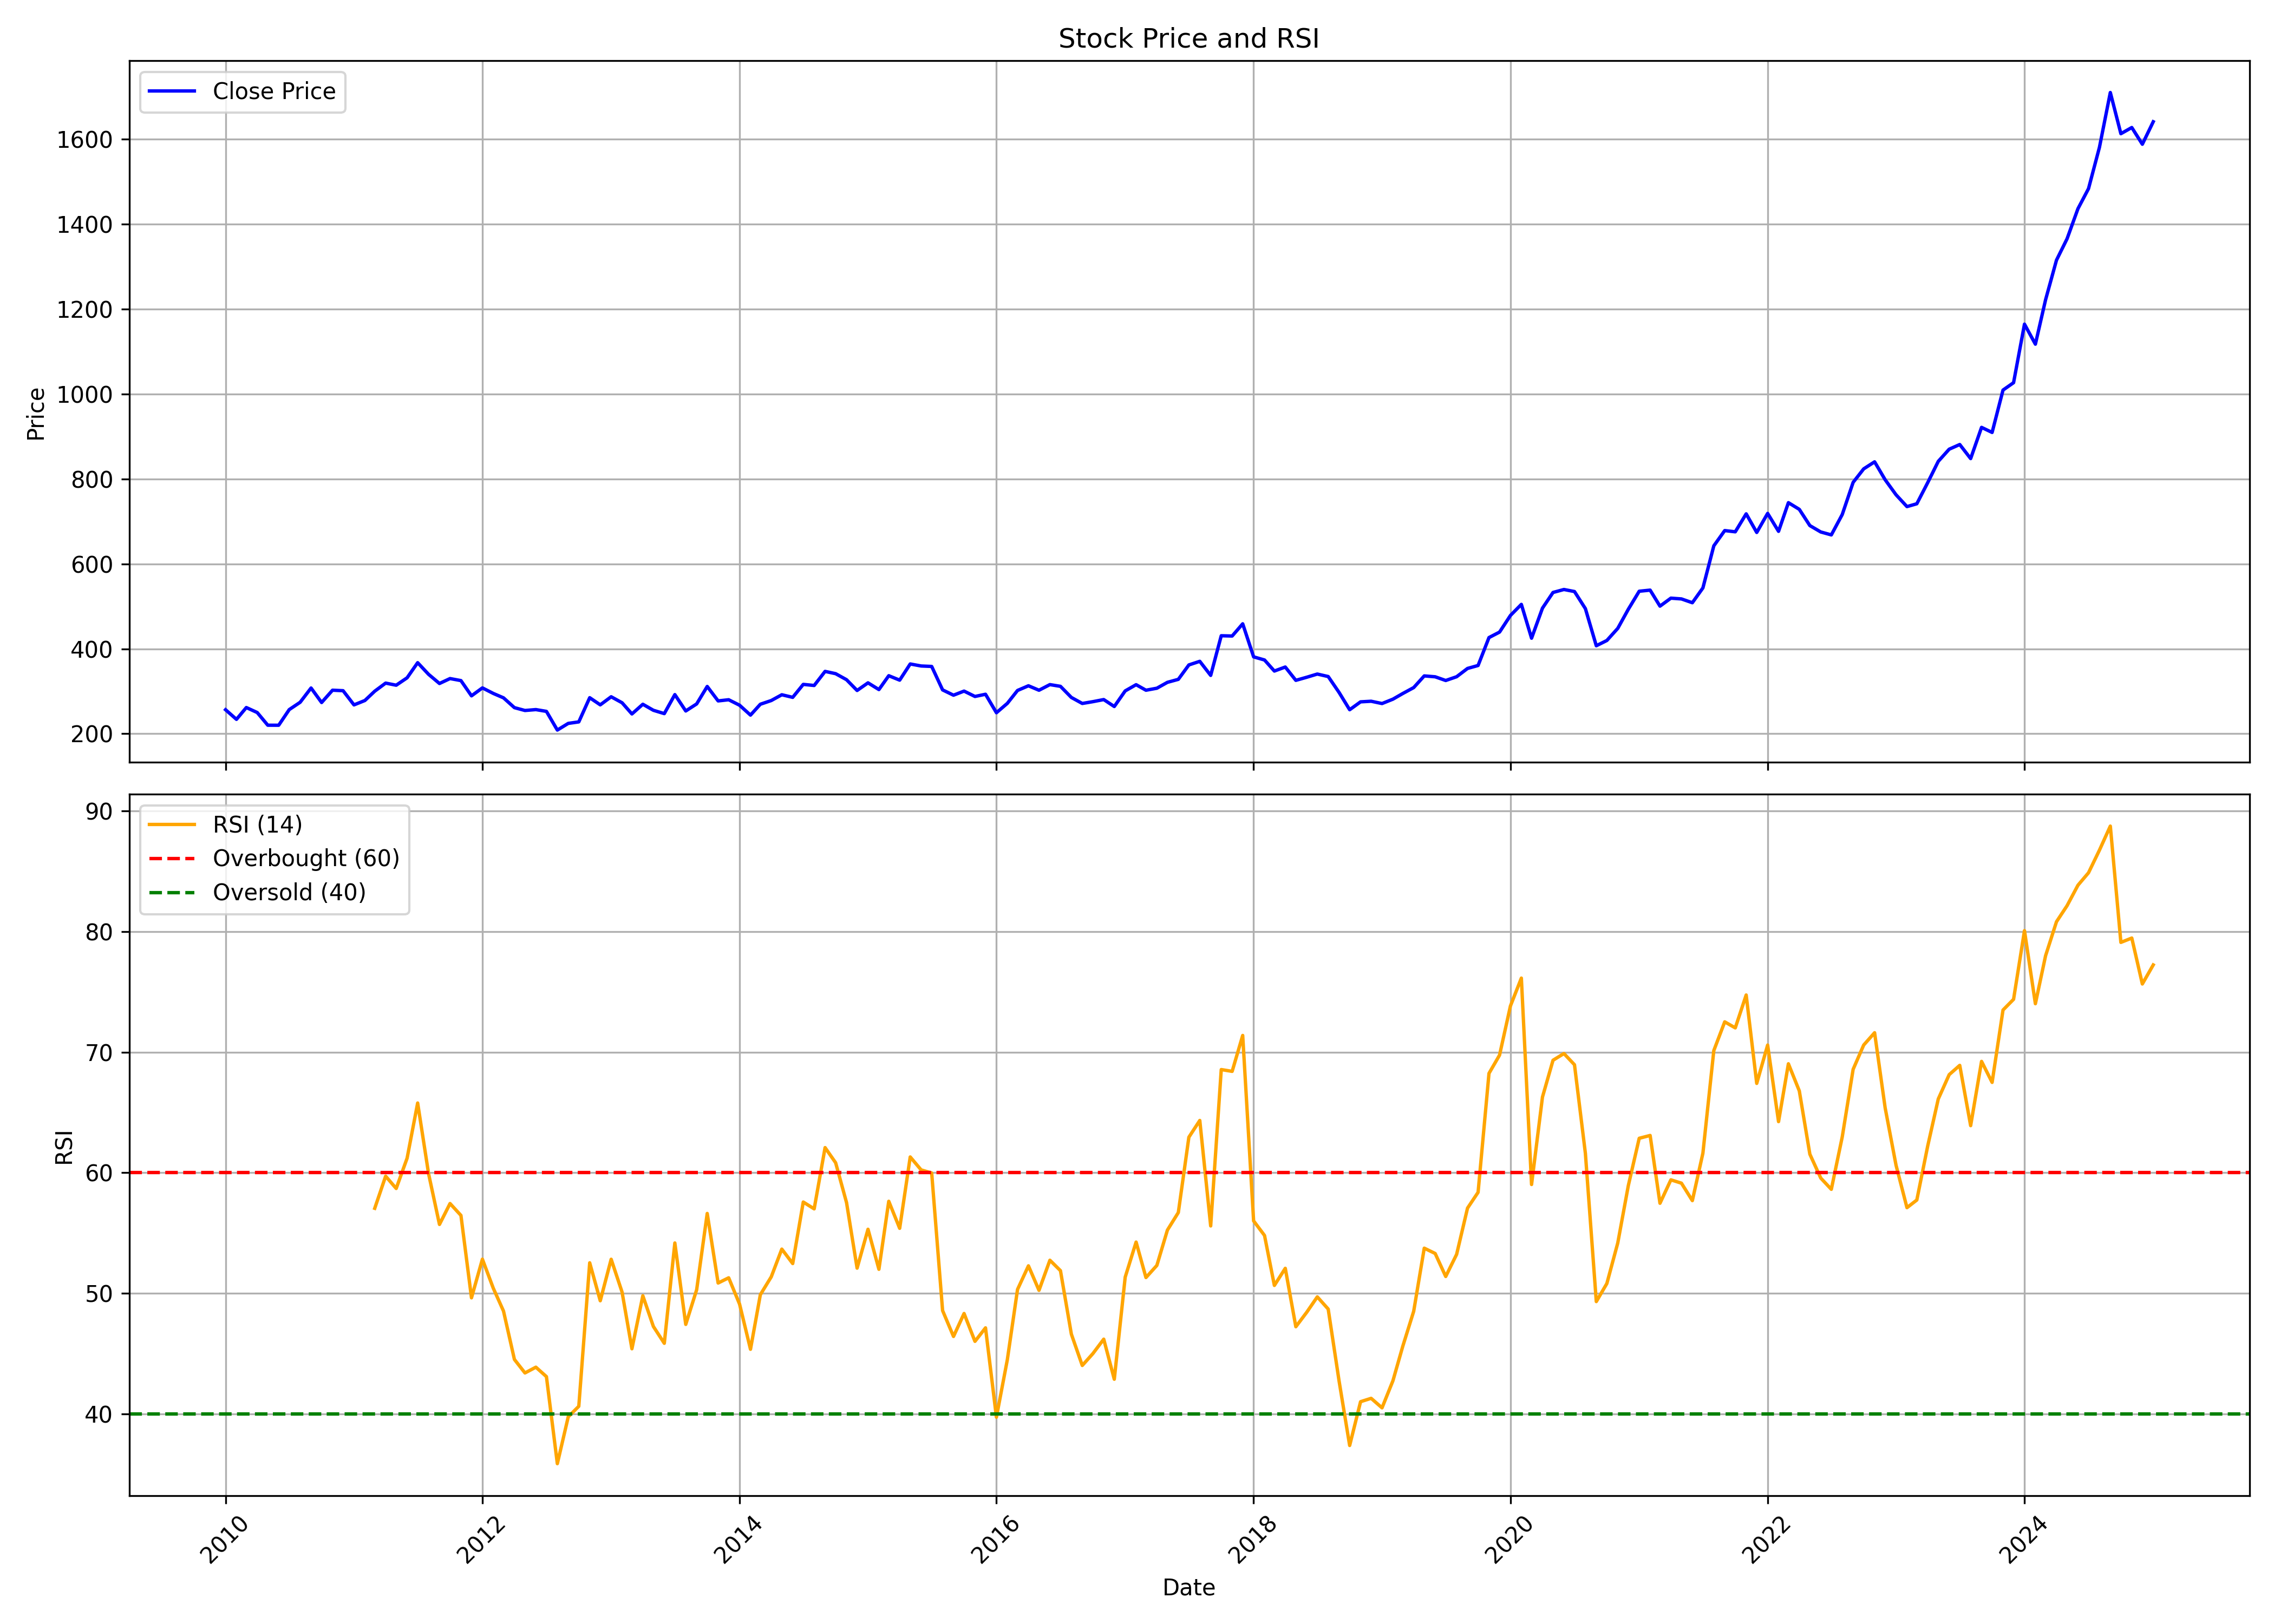 Stock Price and RSI
Close Price
1600
1400
1200
1000
800
600
400
200
Price
90
80
70
60
50
40
RSI (14)
Overbought (60)
Oversold (40)
RSI
2010
2012
2014
2016
2018
2020
2022
2024
Date